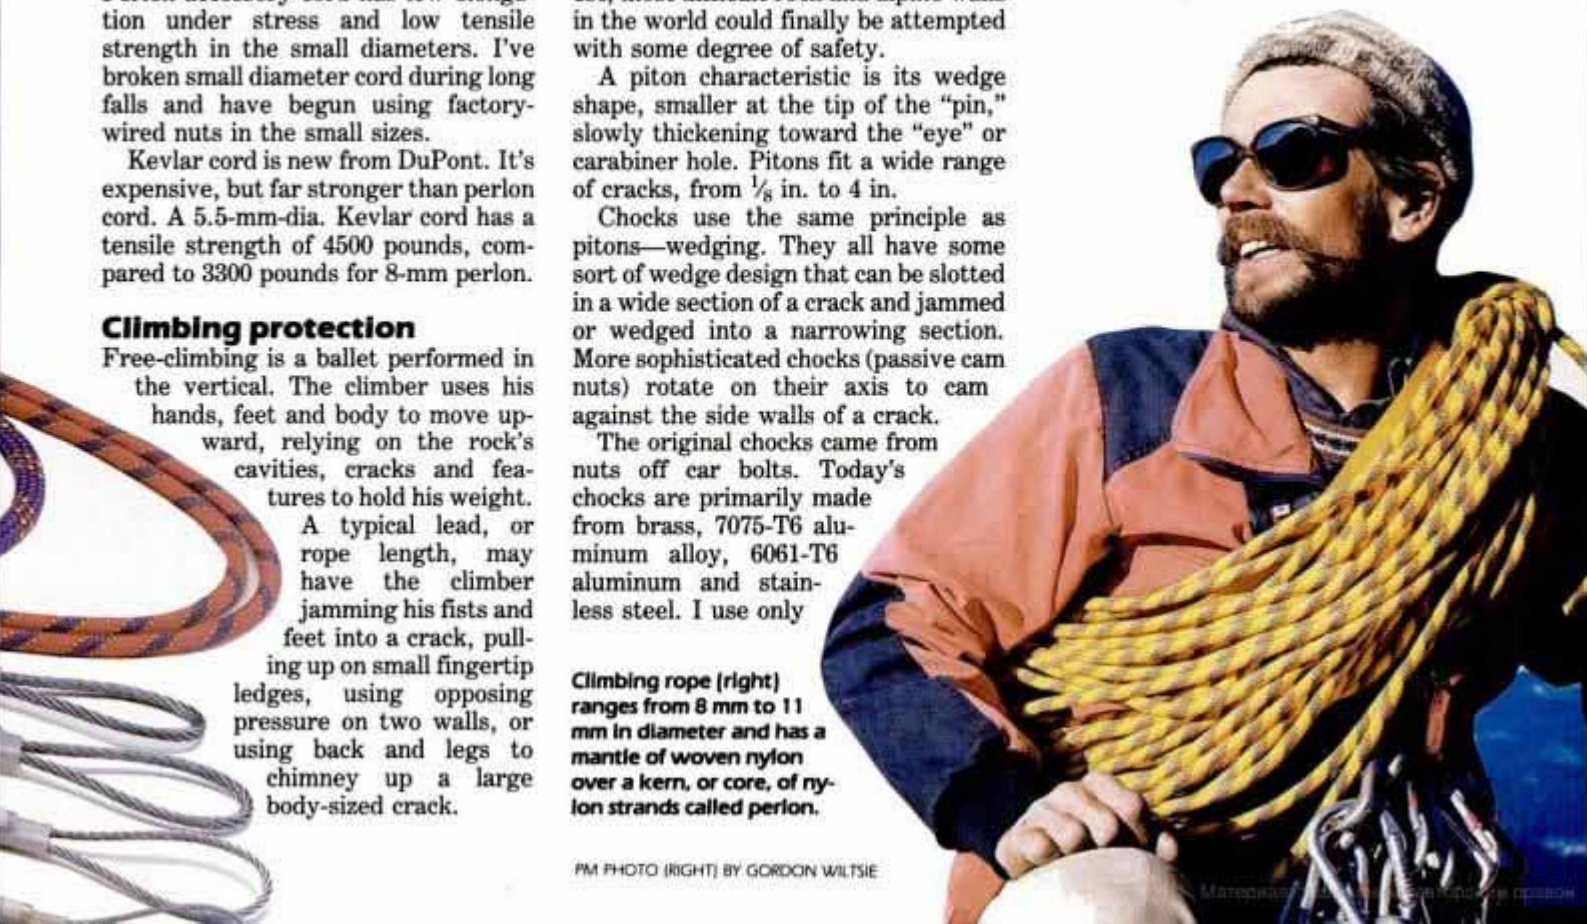 tion under stress and low tensile
strength in the small diameters. I've
broken small diameter cord during long
falls and have begun using factory-
wired nuts in the small sizes.
Kevlar cord is new from DuPont. It's
expensive, but far stronger than perlon
cord. A 5.5-mm-dia. Kevlar cord has a
tensile strength of 4500 pounds, com-
pared to 3300 pounds for 8-mm perlon.
Climbing protection
Free-climbing is a ballet performed in
the vertical. The climber uses his
hands, feet and body to move up-
ward, relying on the rock's
cavities, cracks and fea-
tures to hold his weight.
A typical lead, or
rope length, may
have the climber
jamming his fists and
feet into a crack, pull-
ing up on small fingertip
ledges, using opposing
pressure on two walls, or
using back and legs to
chimney up a large
body-sized crack.
in the world could finally be attempted
with some degree of safety.
A piton characteristic is its wedge
shape, smaller at the tip of the "pin,"
slowly thickening toward the "eye" or
carabiner hole. Pitons fit a wide range
of cracks, from ⅛ in. to 4 in.
Chocks use the same principle as
pitons—wedging. They all have some
sort of wedge design that can be slotted
in a wide section of a crack and jammed
or wedged into a narrowing section.
More sophisticated chocks (passive cam
nuts) rotate on their axis to cam
against the side walls of a crack.
The original chocks came from
nuts off car bolts. Today's
chocks are primarily made
from brass, 7075-T6 alu-
minum alloy, 6061-T6
aluminum and stain-
less steel. I use only
Climbing rope (right)
ranges from 8 mm to 11
mm in diameter and has a
mantle of woven nylon
over a kern, or core, of ny-
lon strands called perlon.
PM PHOTO (RIGHT) BY GORDON WILTSIE